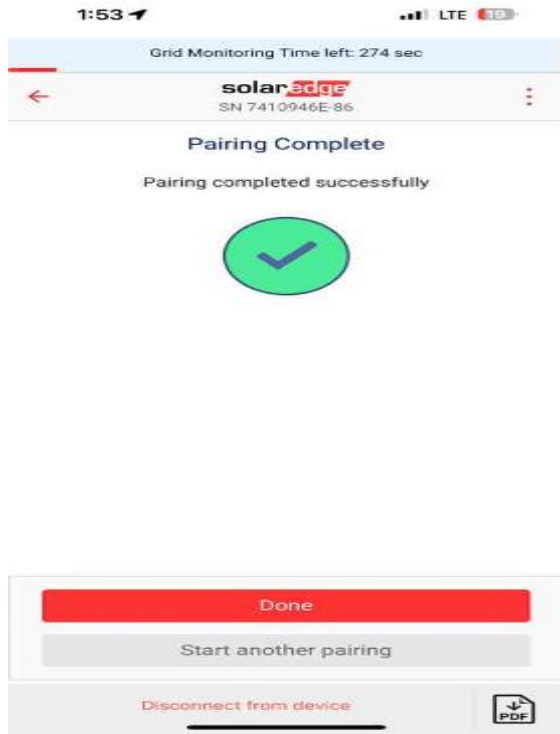 1:53 LTE 19
Grid Monitoring Time left: 274 sec
solaredge
SN 7410946E-86
Pairing Complete
Pairing completed successfully
Done
Start another pairing
Disconnect from device
PDF